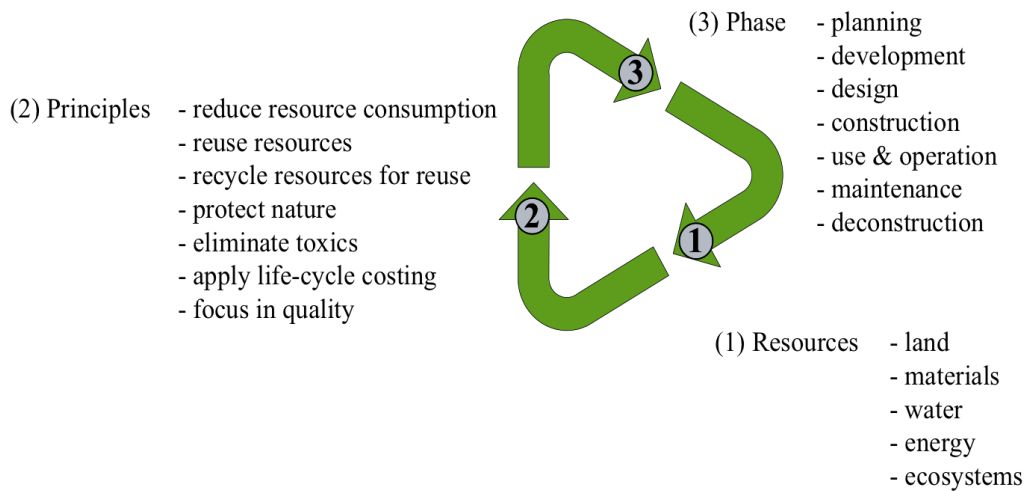 (3) Phase - planning
- development
- design
- construction
- use & operation
- maintenance
- deconstruction
(2) Principles - reduce resource consumption
- reuse resources
- recycle resources for reuse
- protect nature
- eliminate toxics
- apply life-cycle costing
- focus in quality
3
2
1
(1) Resources - land
- materials
- water
- energy
- ecosystems